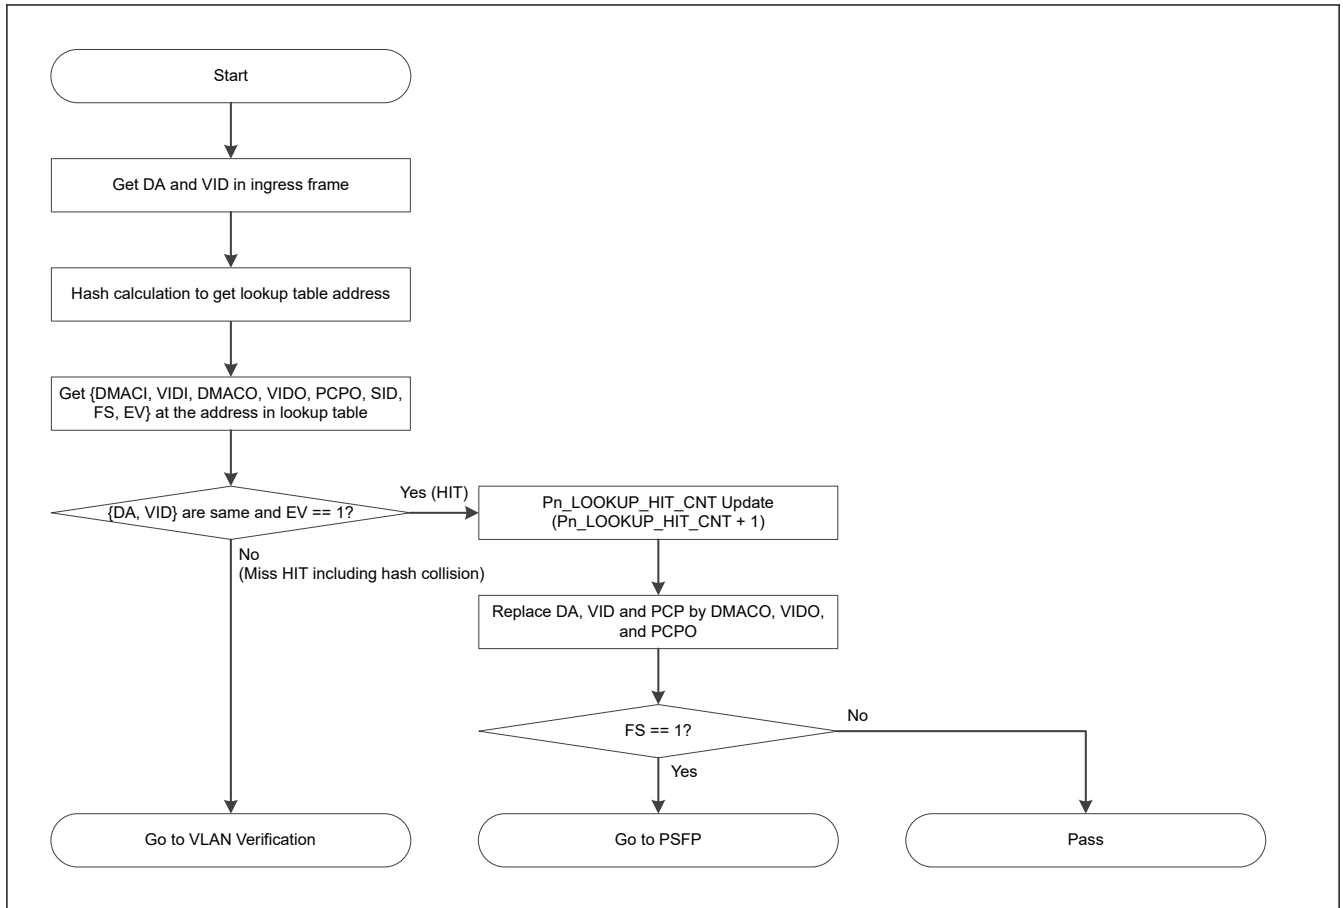 Start
Get DA and VID in ingress frame
Hash calculation to get lookup table address
Get {DMACI, VIDI, DMACO, VIDO, PCPO, SID,
FS, EV} at the address in lookup table
{DA, VID} are same and EV == 1?
Yes (HIT)
No
(Miss HIT including hash collision)
Pn_LOOKUP_HIT_CNT Update
(Pn_LOOKUP_HIT_CNT + 1)
Replace DA, VID and PCP by DMACO, VIDO,
and PCPO
FS == 1?
No
Yes
Go to VLAN Verification
Go to PSFP
Pass